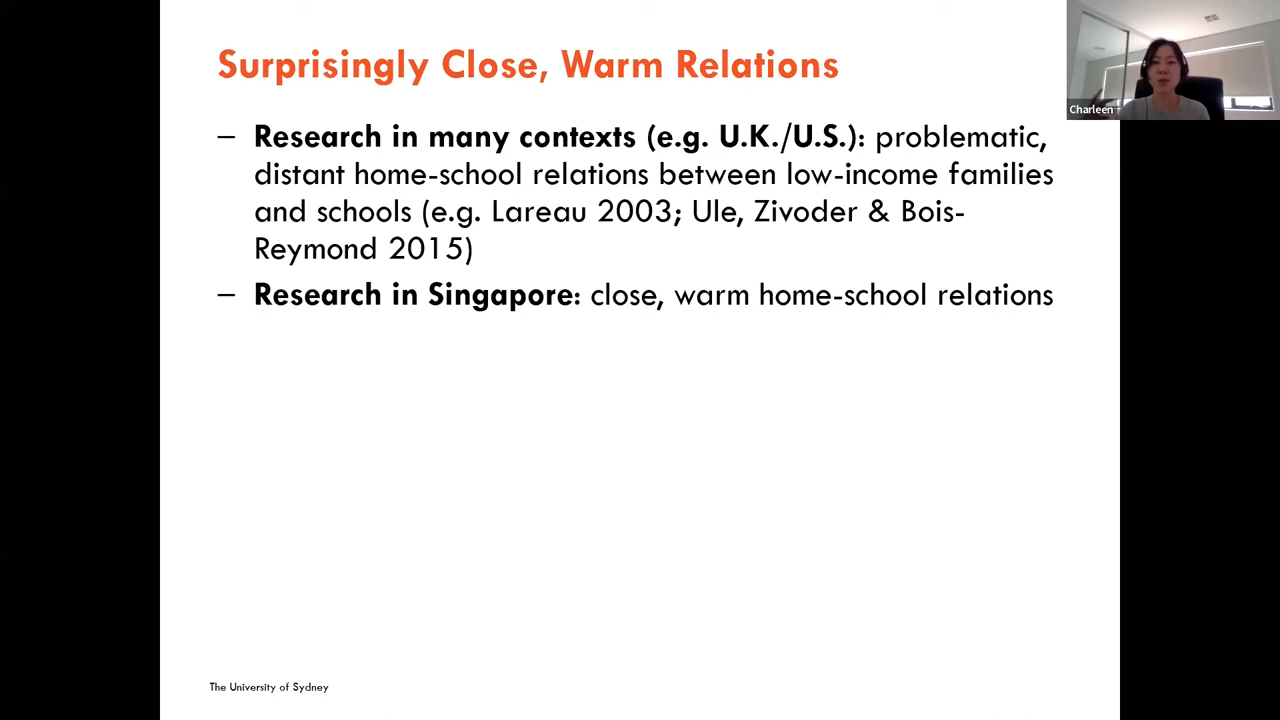 Surprisingly Close, Warm Relations
Charleen
– Research in many contexts (e.g. U.K./U.S.): problematic,
distant home-school relations between low-income families
and schools (e.g. Lareau 2003; Ule, Zivoder & Bois-
Reymond 2015)
– Research in Singapore: close, warm home-school relations
The University of Sydney